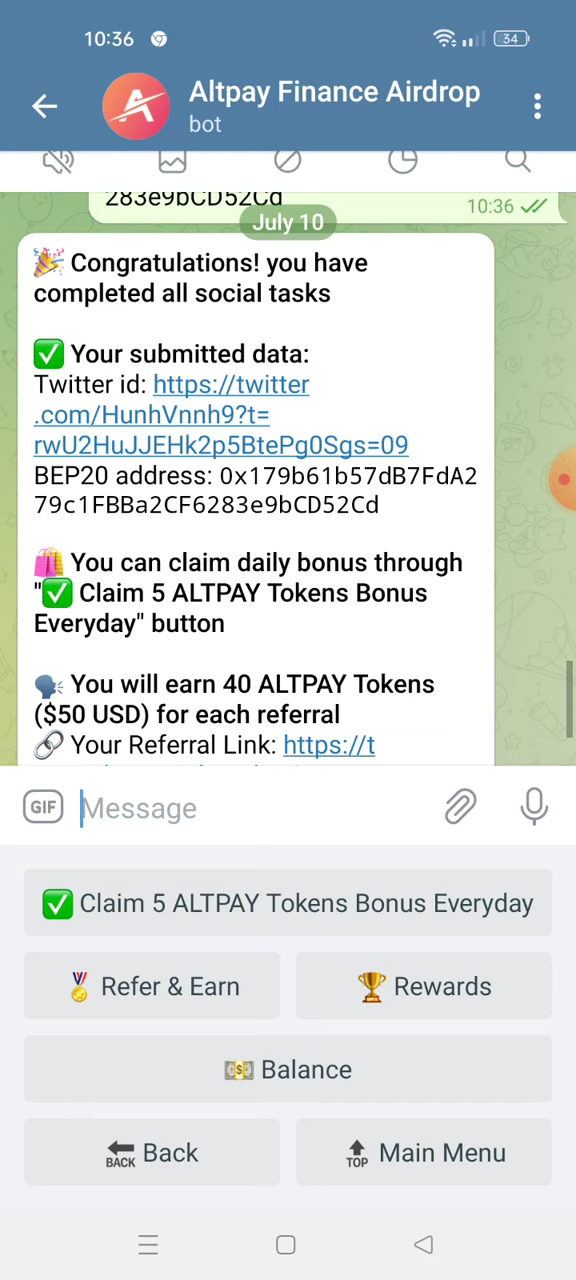 10:36
34
Altpay Finance Airdrop
bot
283e9bCD52Cd
10:36
July 10
🎉 Congratulations! you have
completed all social tasks
✅ Your submitted data:
Twitter id: https://twitter
.com/HunhVnnh9?t=
rwU2HuJJEHk2p5BtePg0Sgs=09
BEP20 address: 0x179b61b57dB7FdA2
79c1FBBa2CF6283e9bCD52Cd
🛍 You can claim daily bonus through
"✅ Claim 5 ALTPAY Tokens Bonus
Everyday" button
🗣 You will earn 40 ALTPAY Tokens
($50 USD) for each referral
🔗 Your Referral Link: https://t
GIF
Message
✅ Claim 5 ALTPAY Tokens Bonus Everyday
🏅 Refer & Earn
🏆 Rewards
💵 Balance
🔙 Back
🔝 Main Menu